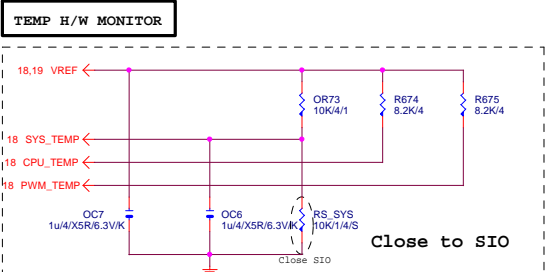 TEMP H/W MONITOR
18,19 VREF
OR73
10K/4/1
R674
8.2K/4
R675
8.2K/4
18 SYS_TEMP
18 CPU_TEMP
18 PWM_TEMP
OC7
1u/4/X5R/6.3V/K
OC6
1u/4/X5R/6.3V/K
RS_SYS
10K/1/4/S
Close to SIO
Close SIO